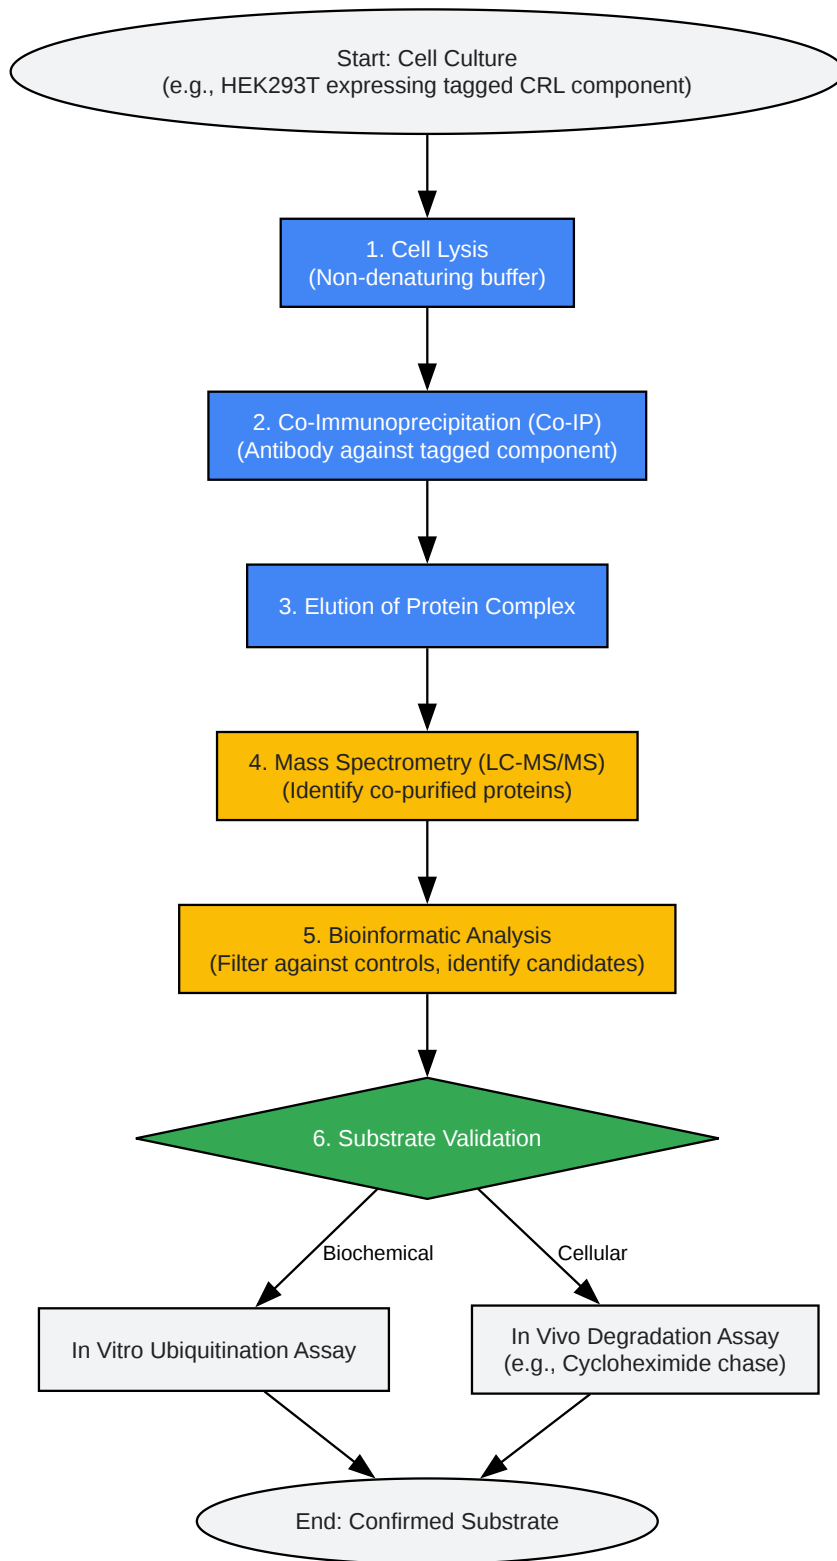 Start: Cell Culture
(e.g., HEK293T expressing tagged CRL component)
1. Cell Lysis
(Non-denaturing buffer)
2. Co-Immunoprecipitation (Co-IP)
(Antibody against tagged component)
3. Elution of Protein Complex
4. Mass Spectrometry (LC-MS/MS)
(Identify co-purified proteins)
5. Bioinformatic Analysis
(Filter against controls, identify candidates)
6. Substrate Validation
Biochemical
Cellular
In Vitro Ubiquitination Assay
In Vivo Degradation Assay
(e.g., Cycloheximide chase)
End: Confirmed Substrate